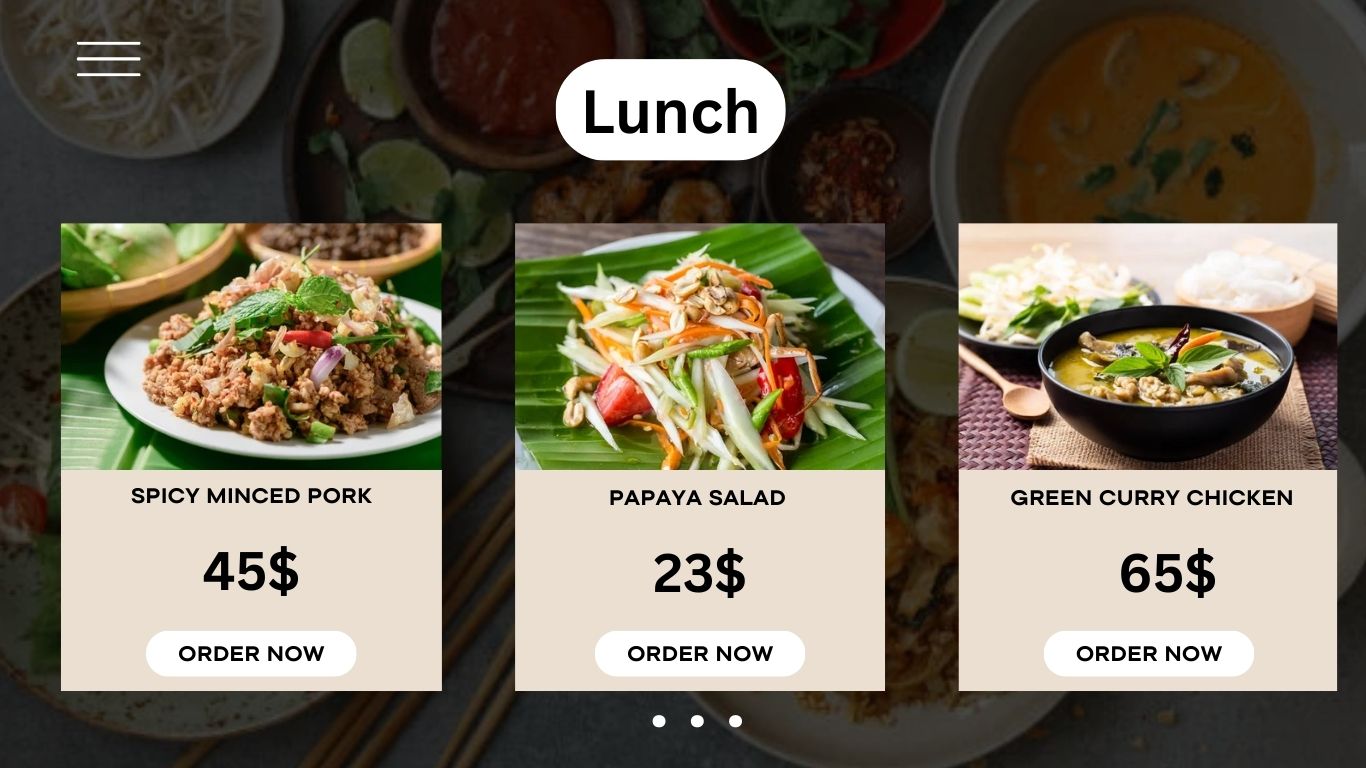 Lunch
SPICY MINCED PORK
45$
ORDER NOW
PAPAYA SALAD
23$
ORDER NOW
GREEN CURRY CHICKEN
65$
ORDER NOW